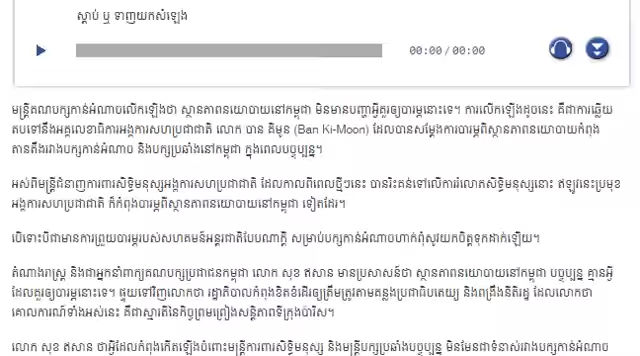 ស្តាប់ ឬ ទាញយកសំឡេង
00:00 / 00:00
មន្ត្រីគណបក្សកាន់អំណាចលើកឡើងថា ស្ថានភាពនយោបាយនៅកម្ពុជា មិនមានបញ្ហាអ្វីគួរឲ្យបារម្ភនោះទេ។ ការលើកឡើងដូចនេះ គឺជាការឆ្លើយ
តបទៅនឹងអគ្គលេខាធិការអង្គការសហប្រជាជាតិ លោក បាន គិមូន (Ban Ki-Moon) ដែលបានសម្ដែងការបារម្ភពីស្ថានភាពនយោបាយកំពុង
តានតឹងរវាងបក្សកាន់អំណាច និងបក្សប្រឆាំងនៅកម្ពុជា ក្នុងពេលបច្ចុប្បន្ន។
អស់ពីមន្ត្រីជំនាញការពារសិទ្ធិមនុស្សអង្គការសហប្រជាជាតិ ដែលកាលពីពេលថ្មីៗនេះ បានរិះគន់ទៅលើការរំលោភសិទ្ធិមនុស្សនោះ ឥឡូវនេះប្រមុខ
អង្គការសហប្រជាជាតិ ក៏កំពុងបារម្ភពីស្ថានភាពនយោបាយនៅកម្ពុជា ទៀតដែរ។
បើទោះបីជាមានការព្រួយបារម្ភរបស់សហគមន៍អន្តរជាតិបែបណាក្ដី សម្រាប់បក្សកាន់អំណាចហាក់ពុំសូវយកចិត្តទុកដាក់ឡើយ។
តំណាងរាស្ត្រ និងជាអ្នកនាំពាក្យគណបក្សប្រជាជនកម្ពុជា លោក សុខ ឥសាន មានប្រសាសន៍ថា ស្ថានភាពនយោបាយនៅកម្ពុជា បច្ចុប្បន្ន គ្មានអ្វី
ដែលគួរឲ្យបារម្ភនោះទេ។ ផ្ទុយទៅវិញលោកថា រដ្ឋាភិបាលកំពុងខិតខំដំរើឲ្យត្រឹមត្រូវតាមគន្លងប្រជាធិបតេយ្យ និងពង្រឹងនីតិរដ្ឋ ដែលលោកថា
គោលការណ៍ទាំងអស់នេះ គឺជាស្មារតីនៃកិច្ចព្រមព្រៀងសន្តិភាពទីក្រុងប៉ារីស។
លោក សុខ ឥសាន ថាអ្វីដែលកំពុងកើតឡើងចំពោះមន្ត្រីការពារសិទ្ធិមនុស្ស និងមន្ត្រីបក្សប្រឆាំងបច្ចុប្បន្ន មិនមែនជាទំនាស់រវាងបក្សកាន់អំណាច